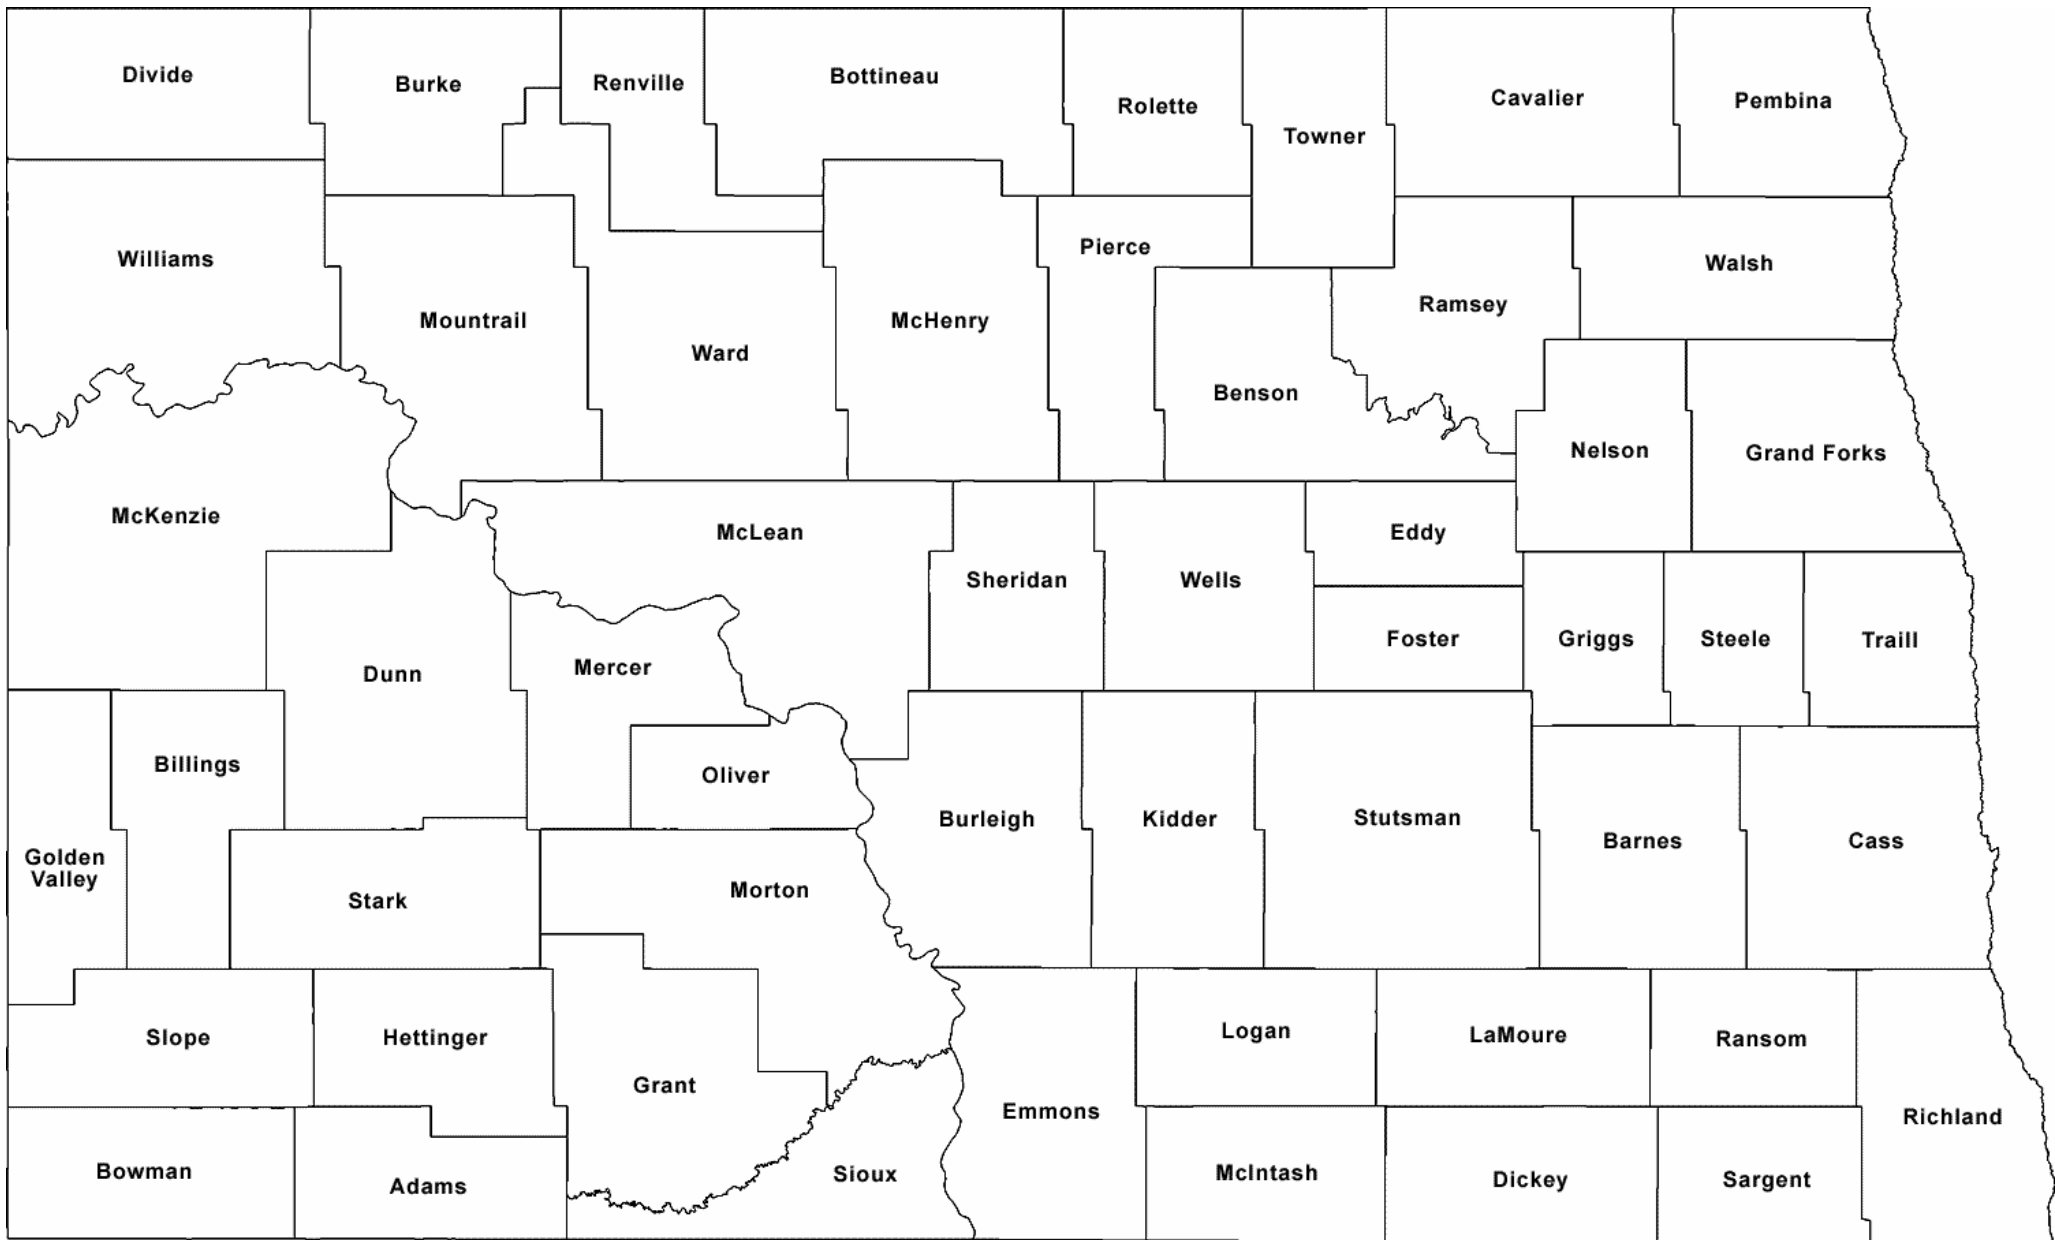 Divide
Burke
Renville
Bottineau
Rolette
Towner
Cavalier
Pembina
Williams
Mountrail
Ward
McHenry
Pierce
Benson
Ramsey
Walsh
Nelson
Grand Forks
McKenzie
McLean
Sheridan
Wells
Eddy
Foster
Griggs
Steele
Traill
Dunn
Mercer
Oliver
Billings
Golden
Valley
Stark
Morton
Burleigh
Kidder
Stutsman
Barnes
Cass
Slope
Hettinger
Grant
Emmons
Logan
LaMoure
Ransom
Richland
Bowman
Adams
Sioux
McIntash
Dickey
Sargent